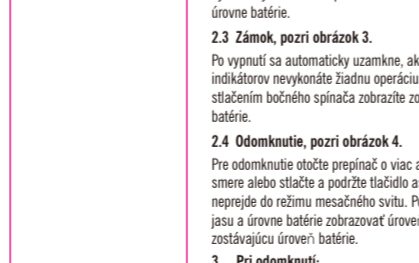 úrovne batérie.
2.3 Zámok, pozri obrázok 3.
Po vypnutí sa automaticky uzamkne, ak
indikátorov nevykonáte žiadnu operáciu
stlačením bočného spínača zobrazíte
batérie.
2.4 Odomknutie, pozri obrázok 4.
Pre odomknutie otočte prepínač o viac
smere alebo stlačte a podržte tlačidlo
neprejde do režimu mesačného svitu.
jasu a úrovne batérie zobrazovať
zostávajúcu úroveň batérie.
3. Pri odomknutí: